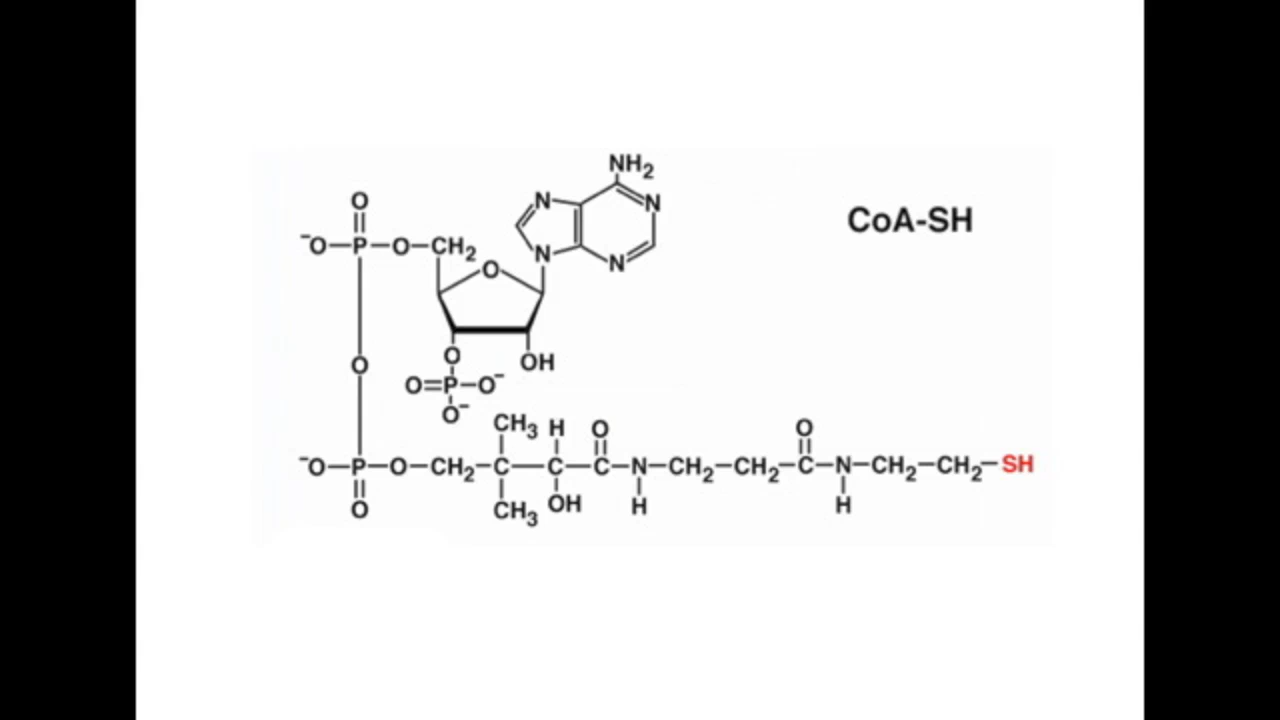 NH2
O N N CoA-SH
-O-P-O-CH2 N N
O
O O OH
O=P-O-
O- CH3 H O O
-O-P-O-CH2-C-C-C-N-CH2-CH2-C-N-CH2-CH2-SH
O CH3 OH H H